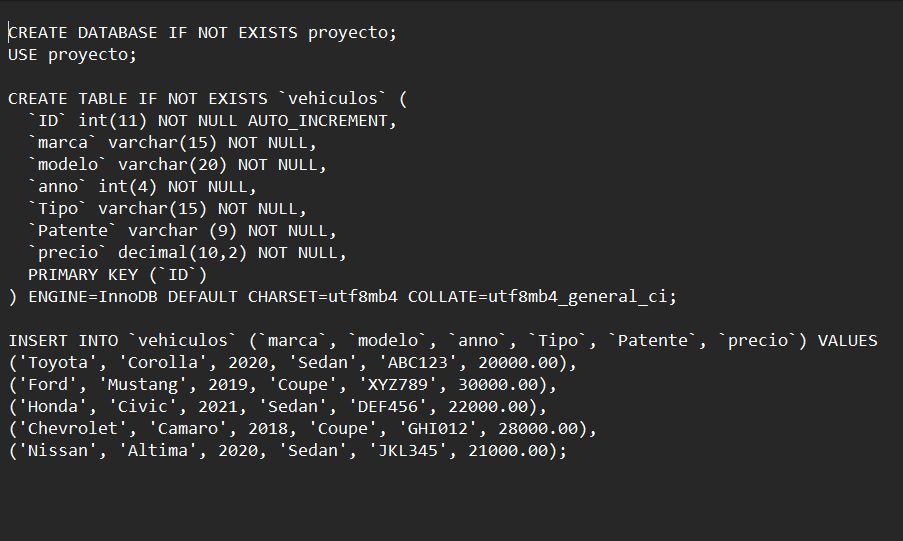 CREATE DATABASE IF NOT EXISTS proyecto;
USE proyecto;

CREATE TABLE IF NOT EXISTS `vehiculos` (
  `ID` int(11) NOT NULL AUTO_INCREMENT,
  `marca` varchar(15) NOT NULL,
  `modelo` varchar(20) NOT NULL,
  `anno` int(4) NOT NULL,
  `Tipo` varchar(15) NOT NULL,
  `Patente` varchar (9) NOT NULL,
  `precio` decimal(10,2) NOT NULL,
  PRIMARY KEY (`ID`)
) ENGINE=InnoDB DEFAULT CHARSET=utf8mb4 COLLATE=utf8mb4_general_ci;

INSERT INTO `vehiculos` (`marca`, `modelo`, `anno`, `Tipo`, `Patente`, `precio`) VALUES
('Toyota', 'Corolla', 2020, 'Sedan', 'ABC123', 20000.00),
('Ford', 'Mustang', 2019, 'Coupe', 'XYZ789', 30000.00),
('Honda', 'Civic', 2021, 'Sedan', 'DEF456', 22000.00),
('Chevrolet', 'Camaro', 2018, 'Coupe', 'GHI012', 28000.00),
('Nissan', 'Altima', 2020, 'Sedan', 'JKL345', 21000.00);